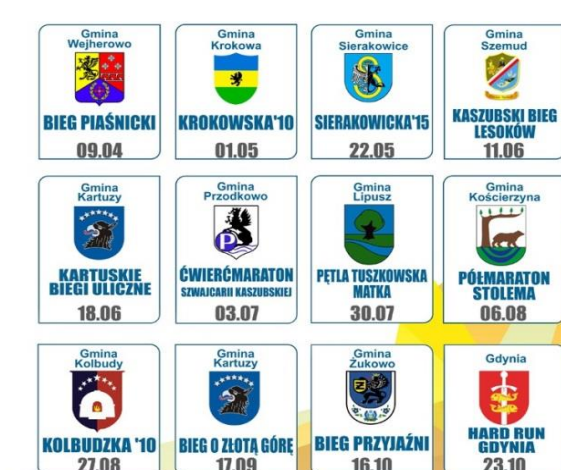 Gmina
Wejherowo
BIEG PIAŚNICKI
09.04
Gmina
Krokowa
KROKOWSKA'10
01.05
Gmina
Sierakowice
SIERAKOWICKA'15
22.05
Gmina
Szemud
KASZUBSKI BIEG
LESOKÓW
11.06
Gmina
Kartuzy
KARTUSKIE
BIEGI ULICZNE
18.06
Gmina
Przodkowo
P
ĆWIERĆMARATON
SZWAJCARII KASZUBSKIEJ
03.07
Gmina
Lipusz
PĘTLA TUSZKOWSKA
MATKA
30.07
Gmina
Kościerzyna
PÓŁMARATON
STOLEMA
06.08
Gmina
Kolbudy
KOLBUDZKA '10
27.08
Gmina
Kartuzy
BIEG O ZŁOTĄ GÓRĘ
17.09
Gmina
Żukowo
BIEG PRZYJAŹNI
16.10
Gdynia
HARD RUN
GDYNIA
23.10